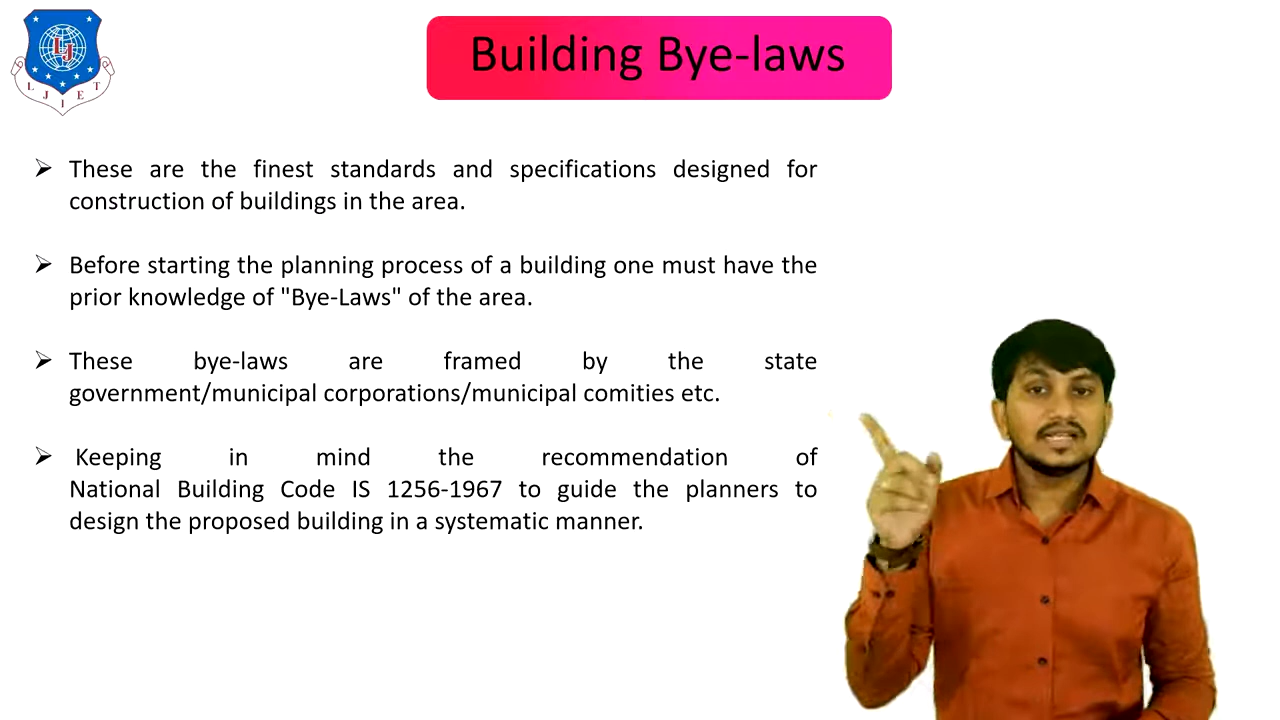 LJ
LJIET
Building Bye-laws
These are the finest standards and specifications designed for
construction of buildings in the area.
Before starting the planning process of a building one must have the
prior knowledge of "Bye-Laws" of the area.
These bye-laws are framed by the state
government/municipal corporations/municipal comities etc.
Keeping in mind the recommendation of
National Building Code IS 1256-1967 to guide the planners to
design the proposed building in a systematic manner.